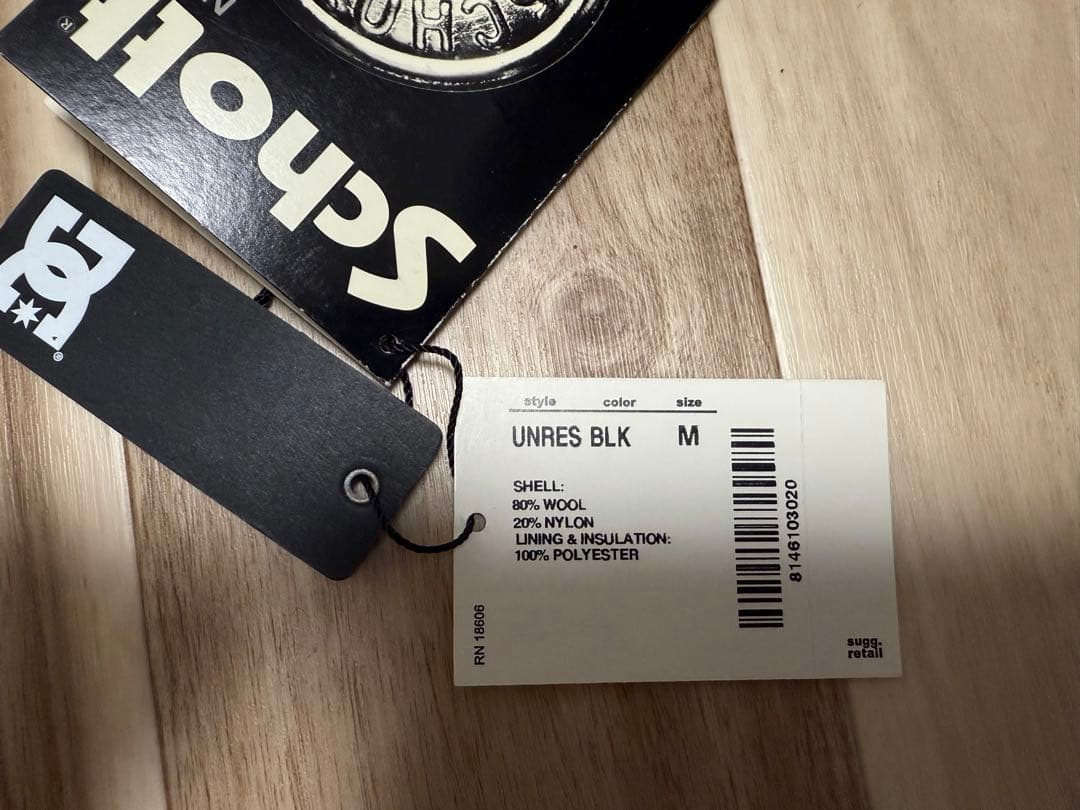 Schott
®
N
SCHO
DC
®
style color size
UNRES BLK M
SHELL:
80% WOOL
20% NYLON
LINING & INSULATION:
100% POLYESTER
8146103020
RN 18606
sugg.
retail